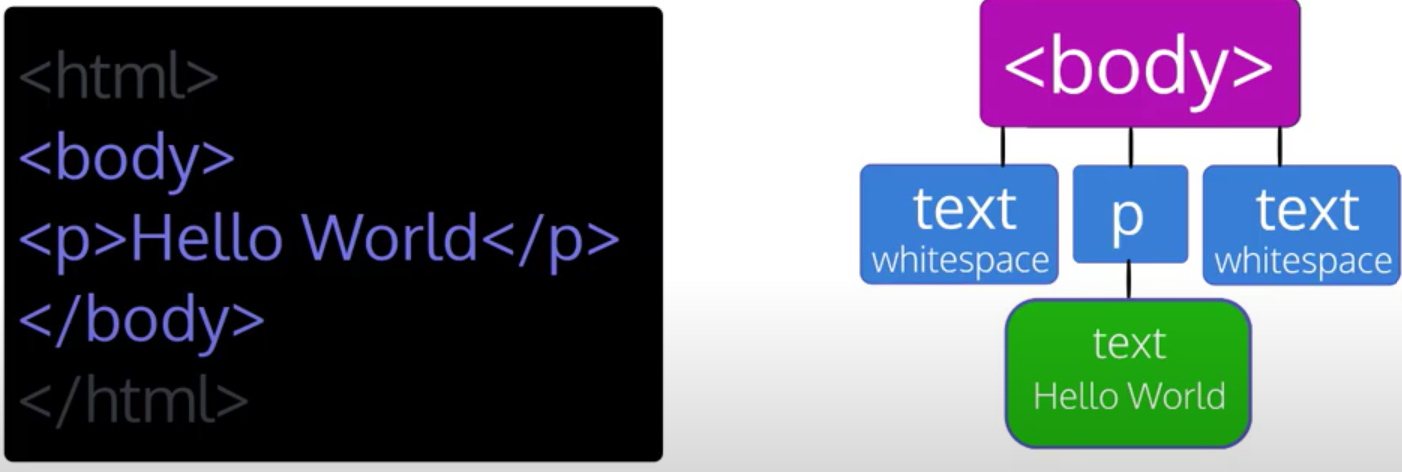 <html>
<body>
<p>Hello World</p>
</body>
</html>
<body>
text
whitespace
p
text
whitespace
text
Hello World